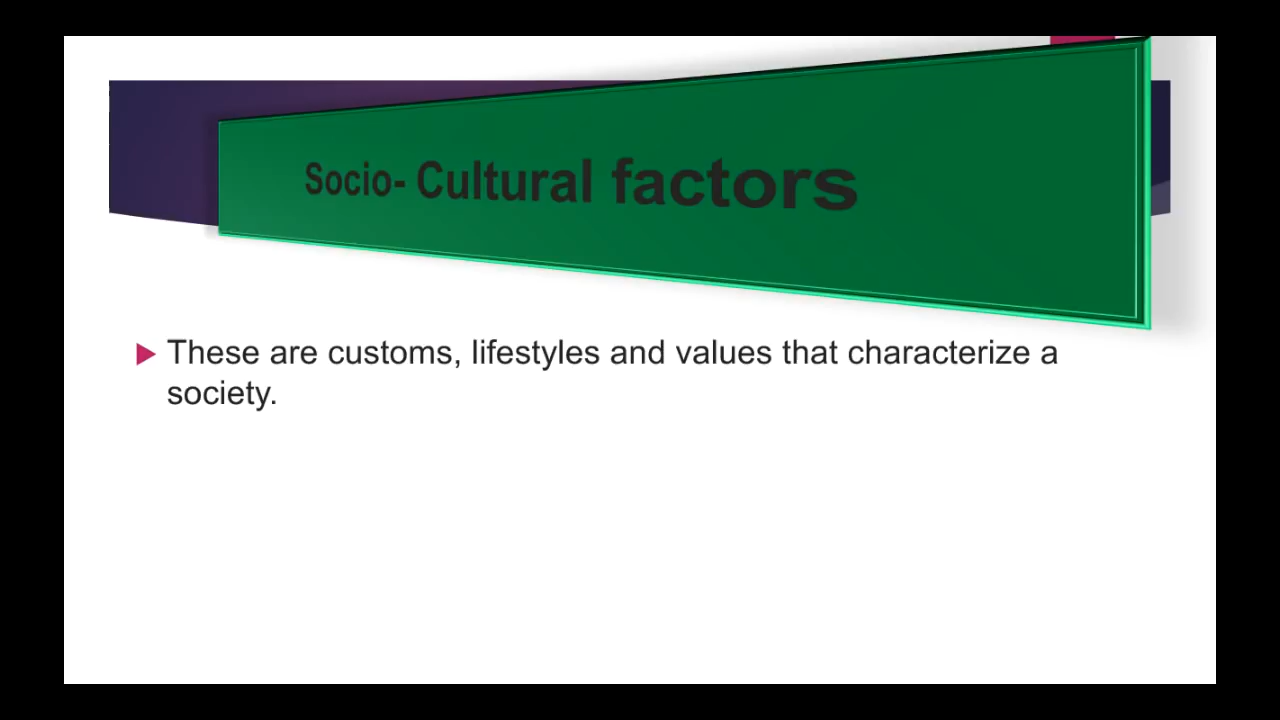 Socio- Cultural factors
These are customs, lifestyles and values that characterize a
society.